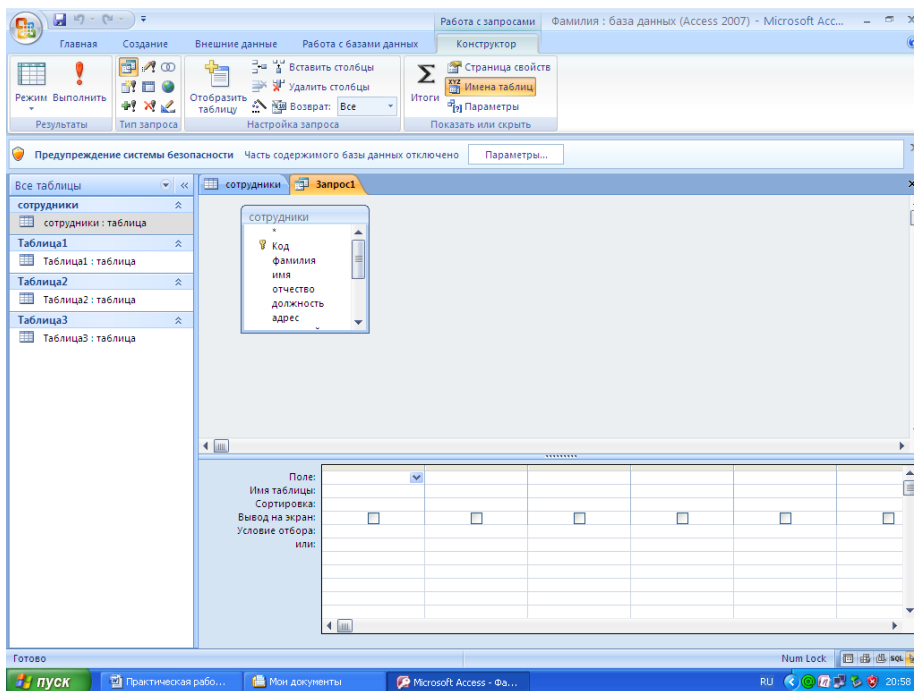 Работа с запросами
Фамилия : база данных (Access 2007) - Microsoft Acc...
Главная Создание Внешние данные Работа с базами данных Конструктор
Режим Выполнить
Отобразить таблицу
Вставить столбцы
Удалить столбцы
Возврат: Все
Итоги
Страница свойств
XYZ Имена таблиц
Параметры
Результаты Тип запроса Настройка запроса Показать или скрыть
Предупреждение системы безопасности Часть содержимого базы данных отключено Параметры...
Все таблицы
сотрудники
сотрудники : таблица
Таблица1
Таблица1 : таблица
Таблица2
Таблица2 : таблица
Таблица3
Таблица3 : таблица
сотрудники Запрос1
сотрудники
*
Код
фамилия
имя
отчество
должность
адрес
Поле:
Имя таблицы:
Сортировка:
Вывод на экран:
Условие отбора:
или:
Готово
Num Lock
SQL
пуск
Практическая рабо...
Мои документы
Microsoft Access - Фа...
RU
20:58